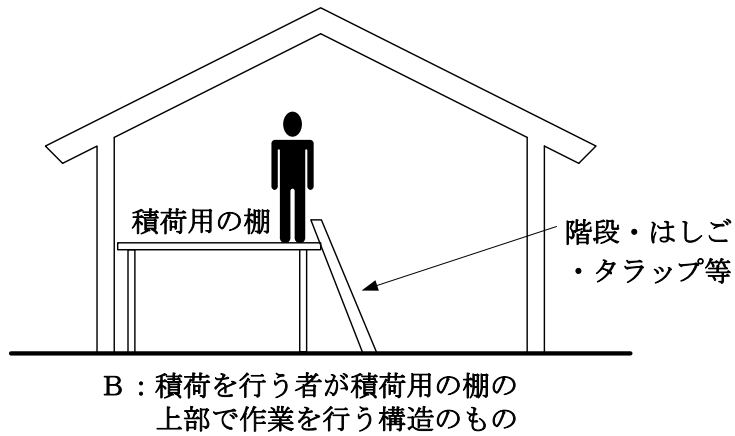 積荷用の棚
階段・はしご
・タラップ等
Ｂ：積荷を行う者が積荷用の棚の
上部で作業を行う構造のもの